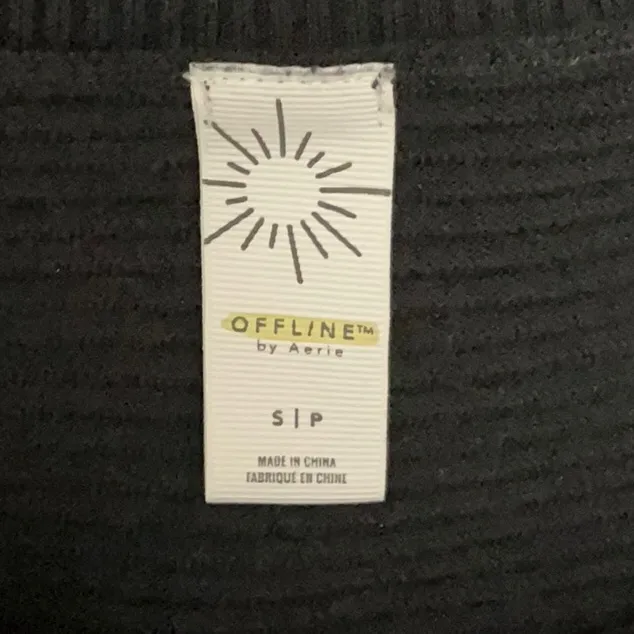 OFFLINE™
by Aerie
S | P
MADE IN CHINA
FABRIQUÉ EN CHINE